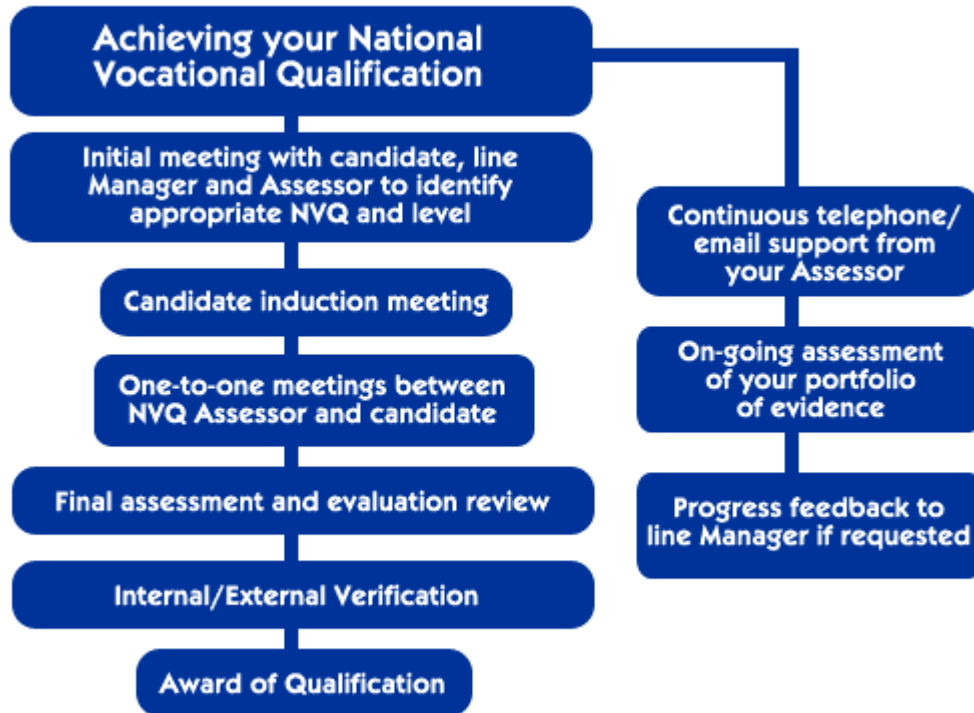 Achieving your National
Vocational Qualification
Initial meeting with candidate, line
Manager and Assessor to identify
appropriate NVQ and level
Candidate induction meeting
One-to-one meetings between
NVQ Assessor and candidate
Final assessment and evaluation review
Internal/External Verification
Award of Qualification
Continuous telephone/
email support from
your Assessor
On-going assessment
of your portfolio
of evidence
Progress feedback to
line Manager if requested